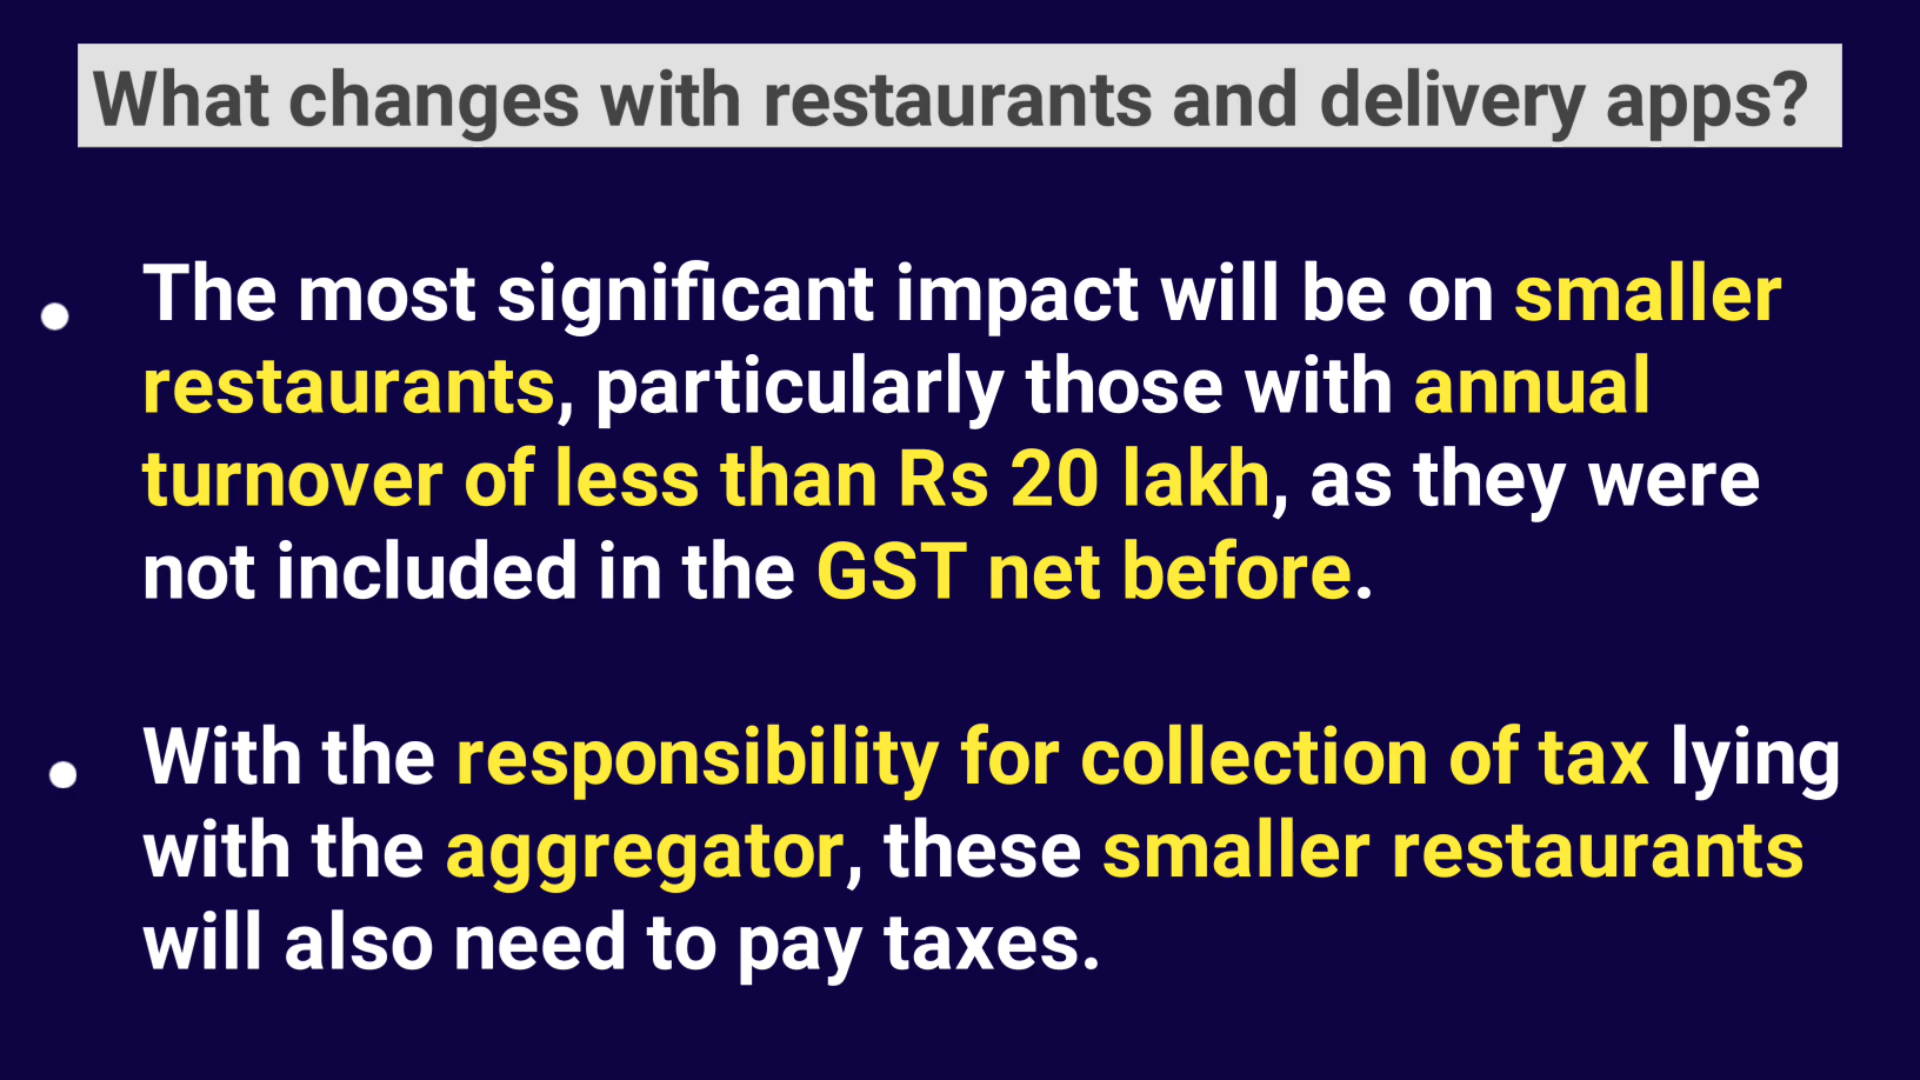 What changes with restaurants and delivery apps?
• The most significant impact will be on smaller
restaurants, particularly those with annual
turnover of less than Rs 20 lakh, as they were
not included in the GST net before.
• With the responsibility for collection of tax lying
with the aggregator, these smaller restaurants
will also need to pay taxes.